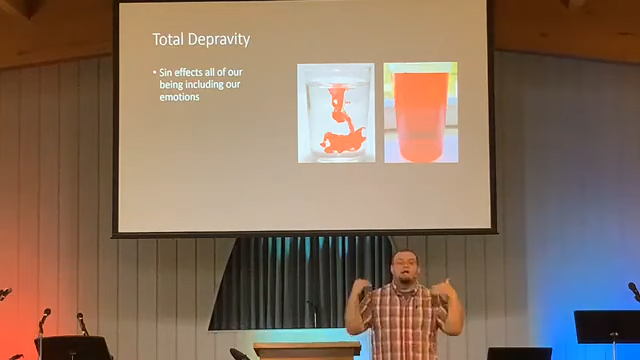 Total Depravity
• Sin effects all of our
being including our
emotions